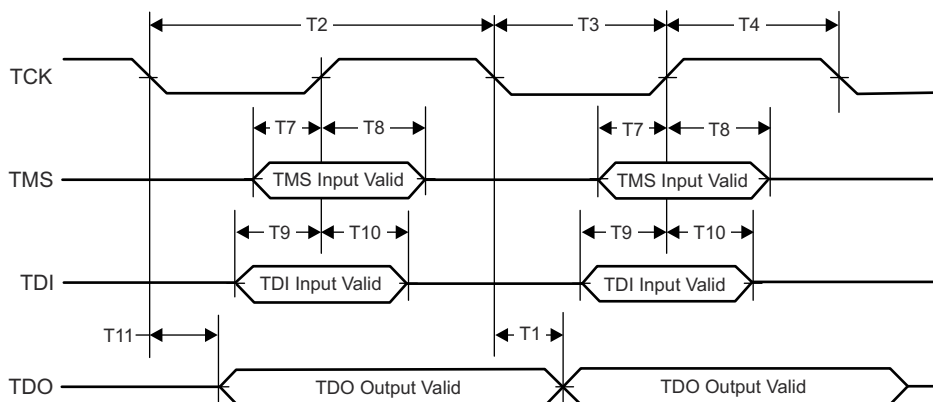 T2 T3 T4
TCK
T7 T8 T7 T8
TMS TMS Input Valid TMS Input Valid
T9 T10 T9 T10
TDI TDI Input Valid TDI Input Valid
T11 T1
TDO TDO Output Valid TDO Output Valid